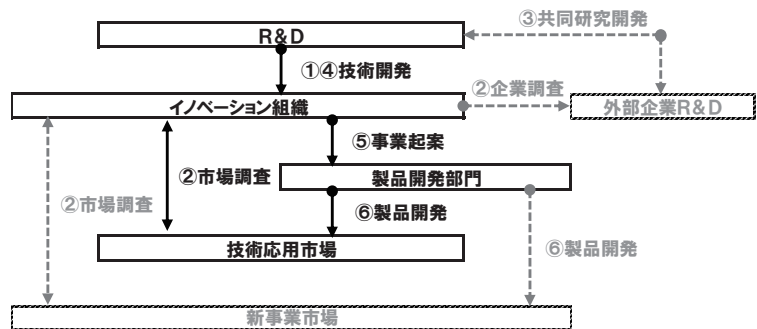 ③共同研究開発
R&D
①④技術開発
②企業調査
イノベーション組織
外部企業R&D
⑤事業起案
②市場調査
製品開発部門
②市場調査
⑥製品開発
技術応用市場
⑥製品開発
新事業市場